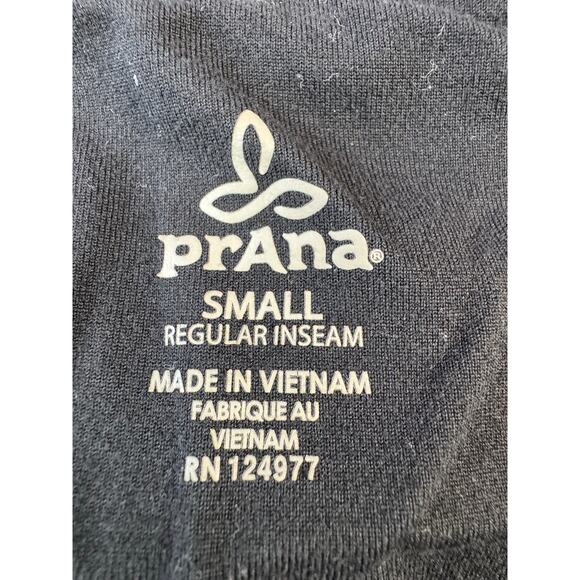 prAna®
SMALL
REGULAR INSEAM
MADE IN VIETNAM
FABRIQUE AU
VIETNAM
RN 124977